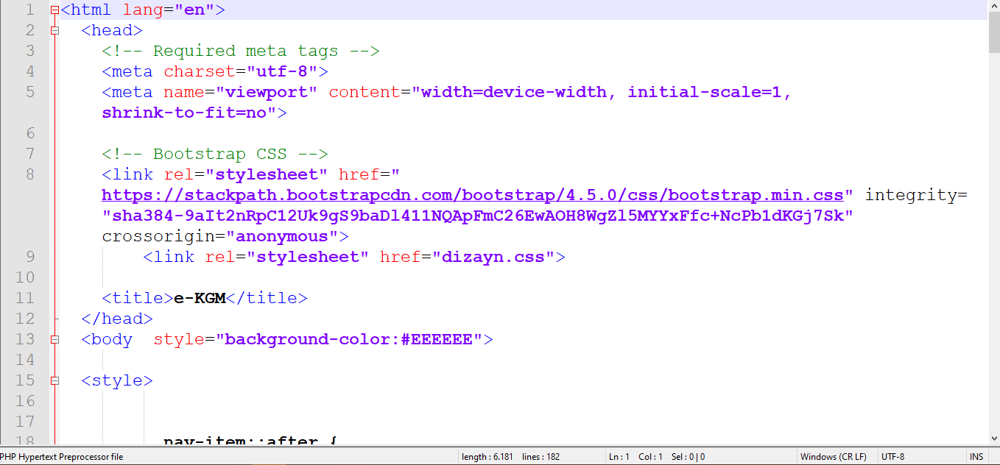 1 <html lang="en">
2 <head>
3 <!-- Required meta tags -->
4 <meta charset="utf-8">
5 <meta name="viewport" content="width=device-width, initial-scale=1,
shrink-to-fit=no">
6
7 <!-- Bootstrap CSS -->
8 <link rel="stylesheet" href="
https://stackpath.bootstrapcdn.com/bootstrap/4.5.0/css/bootstrap.min.css" integrity=
"sha384-9aIt2nRpC12Uk9gS9baDl411NQApFmC26EwAOH8WgZl5MYYxFfc+NcPb1dKGj7Sk"
crossorigin="anonymous">
9 <link rel="stylesheet" href="dizayn.css">
10
11 <title>e-KGM</title>
12 </head>
13 <body  style="background-color:#EEEEEE">
14
15 <style>
16
17
18 nav-item::after {
PHP Hypertext Preprocessor file length : 6.181 lines : 182 Ln : 1 Col : 1 Sel : 0 | 0 Windows (CR LF) UTF-8 INS